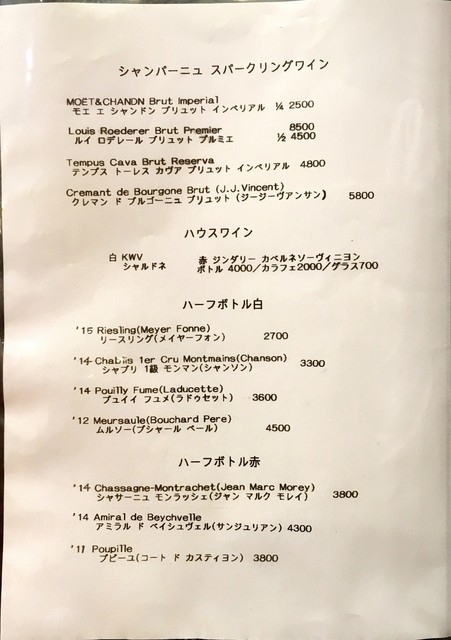 シャンパーニュ スパークリングワイン
MOET&CHANDN Brut Imperial
モエ エ シャンドン ブリュット インペリアル ¼ 2500
Louis Roederer Brut Premier 8500
ルイ ロデレール ブリュット プルミエ ½ 4500
Tempus Cava Brut Reserva
テンプス トーレス カヴァ ブリュット インペリアル 4800
Cremant de Bourgone Brut (J.J.Vincent)
クレマン ド ブルゴーニュ ブリュット (ジージーヴァンサン) 5800
ハウスワイン
白 KWV 赤 ジンダリー カベルネソーヴィニヨン
シャルドネ ボトル 4000/カラフェ2000/グラス700
ハーフボトル白
'15 Riesling(Meyer Fonne)
リースリング(メイヤーフォン) 2700
'14 Chablis 1er Cru Montmains(Chanson)
シャブリ 1級 モンマン(シャンソン) 3300
'14 Pouilly Fume(Laducette)
プュイイ フュメ(ラドゥセット) 3600
'12 Meursaule(Bouchard Pere)
ムルソー(ブシャール ペール) 4500
ハーフボトル赤
'14 Chassagne-Montrachet(Jean Marc Morey)
シャサーニュ モンラッシェ(ジャン マルク モレイ) 3800
'14 Amiral de Beychvelle
アミラル ド ベイシュヴェル(サンジュリアン) 4300
'11 Poupille
プピーユ(コート ド カスティヨン) 3800